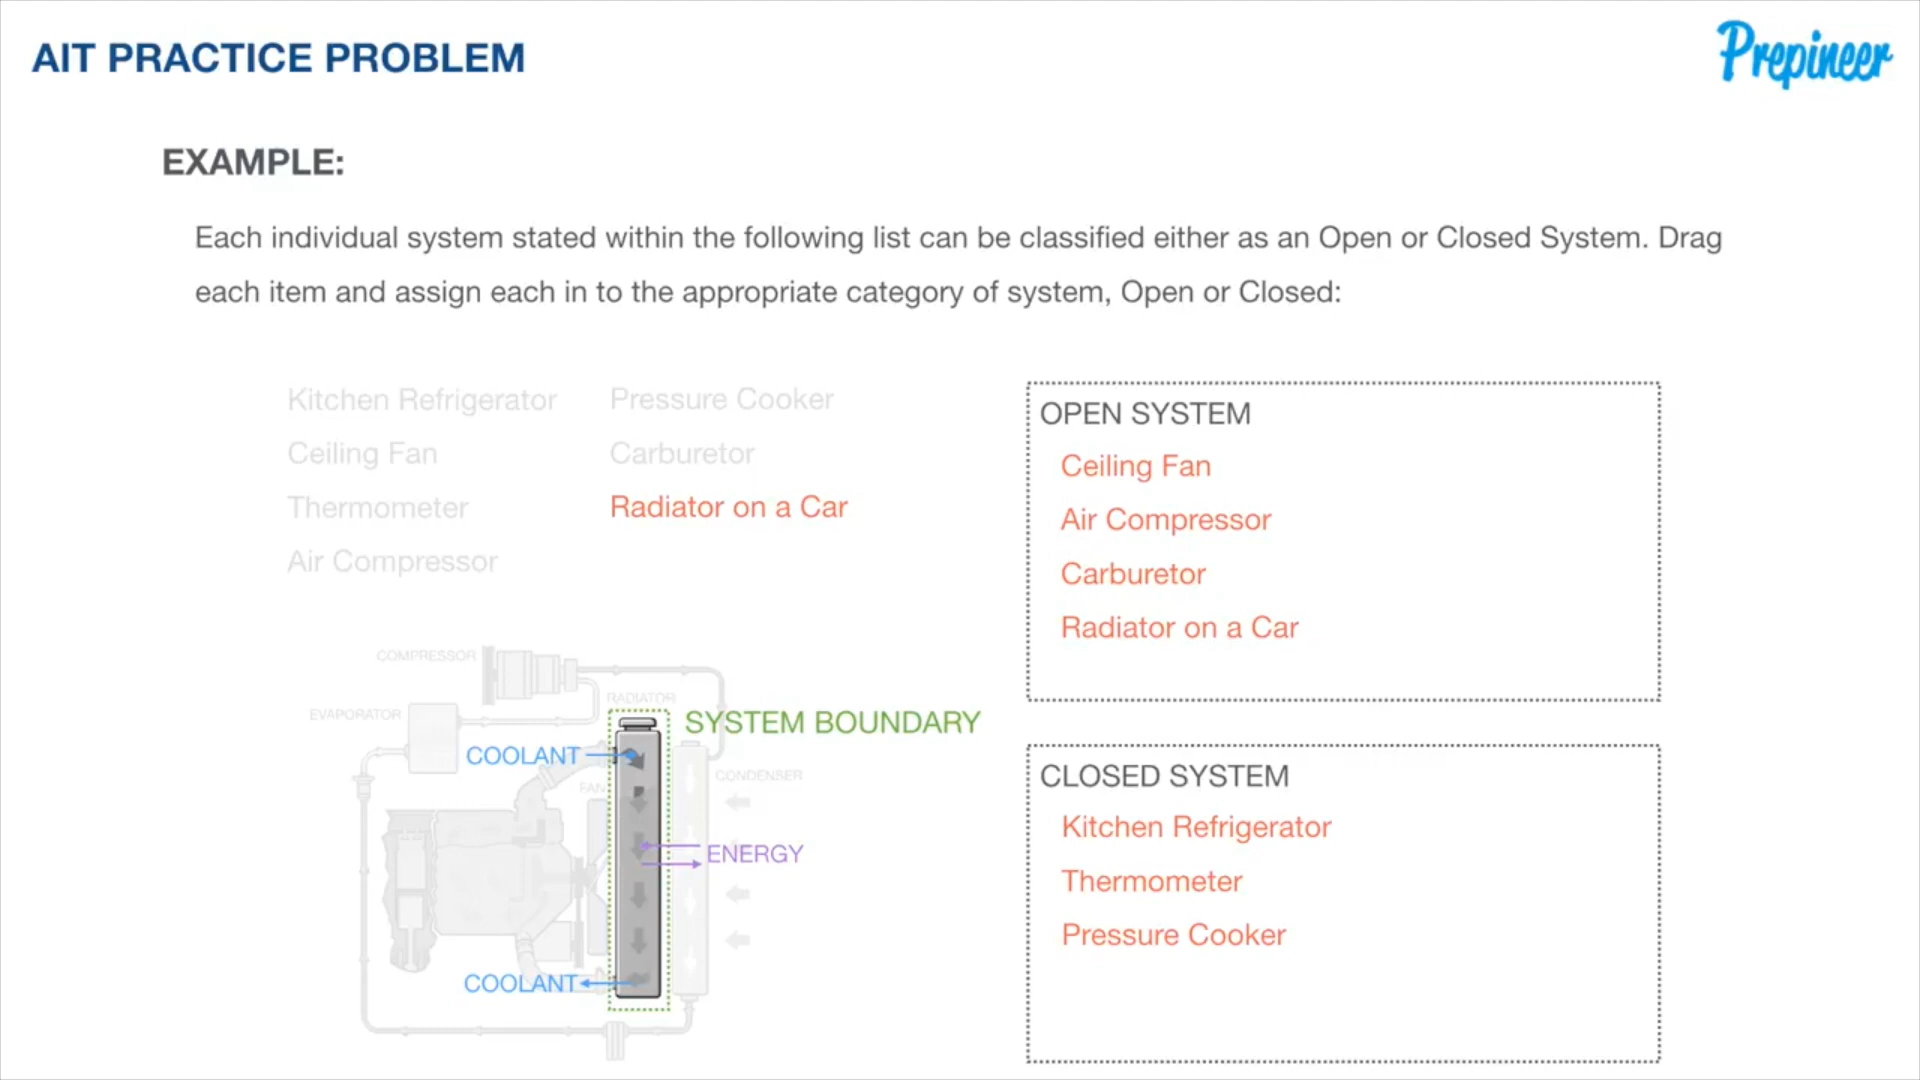 AIT PRACTICE PROBLEM
Prepineer
EXAMPLE:
Each individual system stated within the following list can be classified either as an Open or Closed System. Drag
each item and assign each in to the appropriate category of system, Open or Closed:
Kitchen Refrigerator
Ceiling Fan
Thermometer
Air Compressor
Pressure Cooker
Carburetor
Radiator on a Car
OPEN SYSTEM
Ceiling Fan
Air Compressor
Carburetor
Radiator on a Car
CLOSED SYSTEM
Kitchen Refrigerator
Thermometer
Pressure Cooker
COMPRESSOR
RADIATOR
EVAPORATOR
SYSTEM BOUNDARY
COOLANT
CONDENSER
FAN
ENERGY
COOLANT